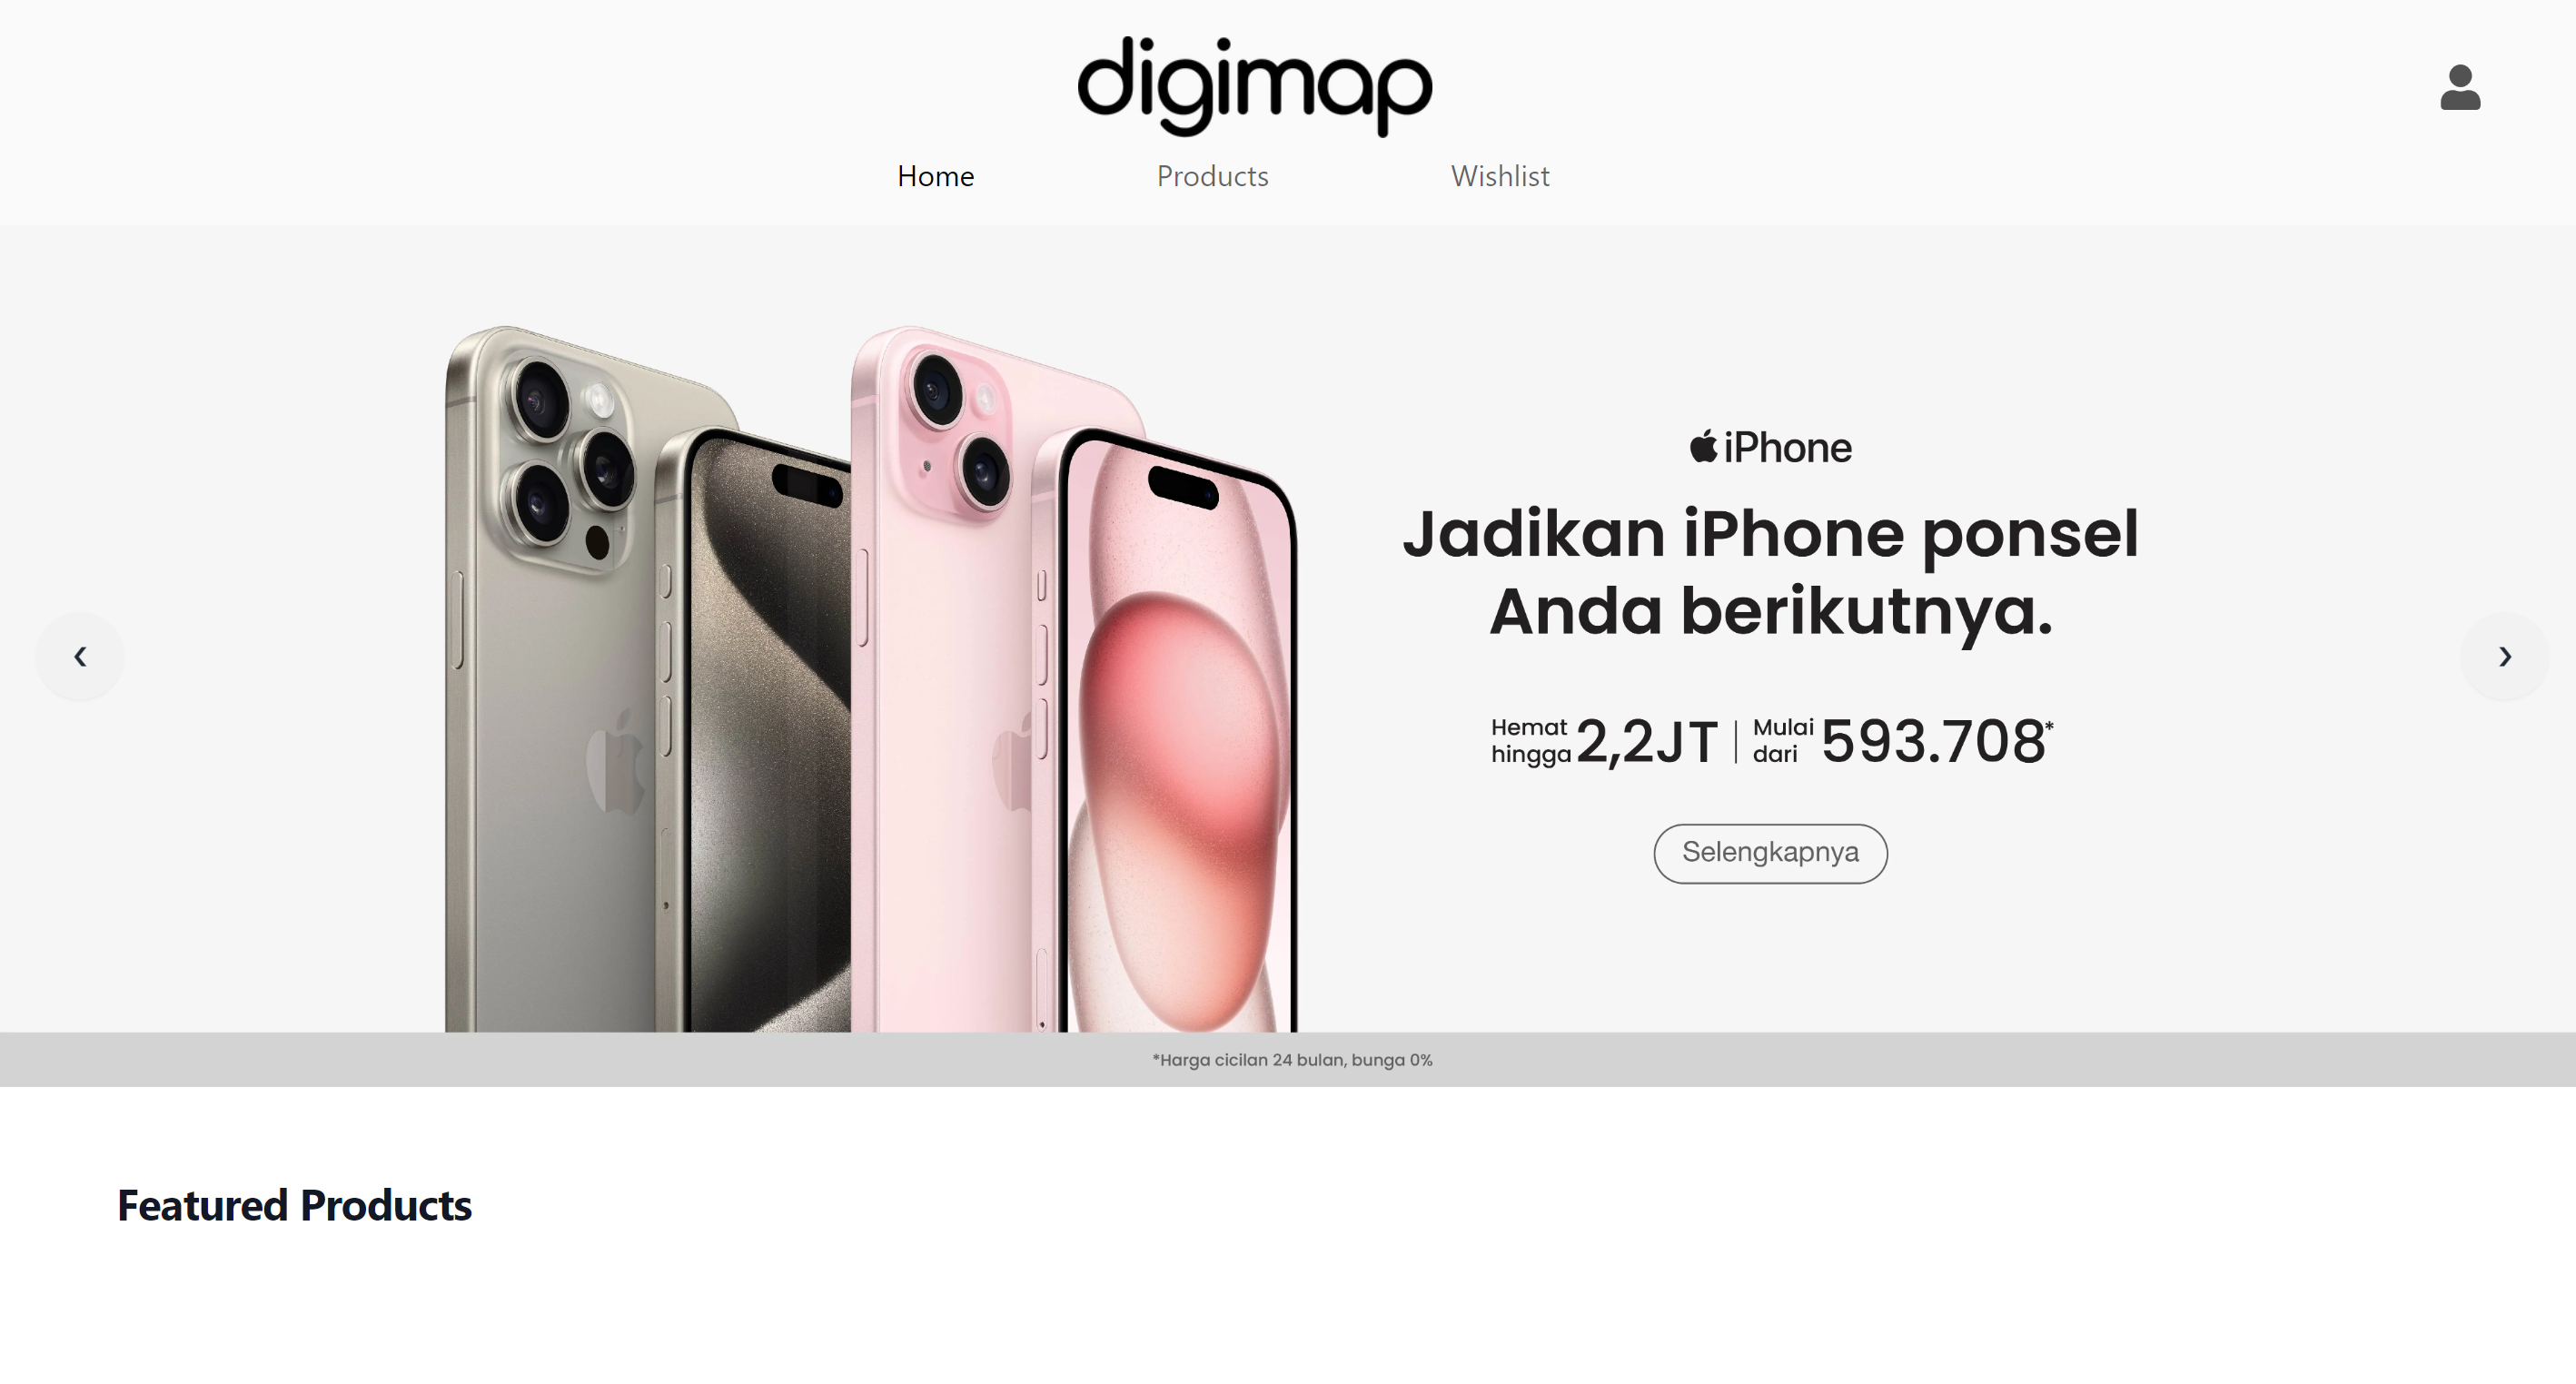 digimap
Home Products Wishlist
iPhone
Jadikan iPhone ponsel
Anda berikutnya.
Hemat hingga 2,2JT | Mulai dari 593.708*
Selengkapnya
*Harga cicilan 24 bulan, bunga 0%
Featured Products